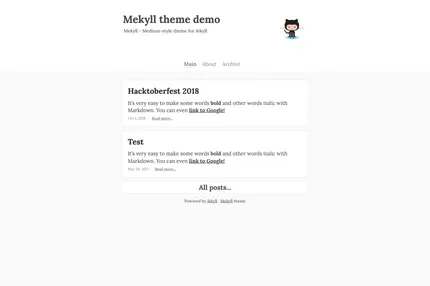 Mekyll theme demo
Mekyll - Medium-style theme for Jekyll
Main About Archive
Hacktoberfest 2018
It's very easy to make some words bold and other words italic with
Markdown. You can even link to Google!
Oct 1, 2018 Read more...
Test
It's very easy to make some words bold and other words italic with
Markdown. You can even link to Google!
Read more...
All posts...
Powered by Jekyll Mekyll theme